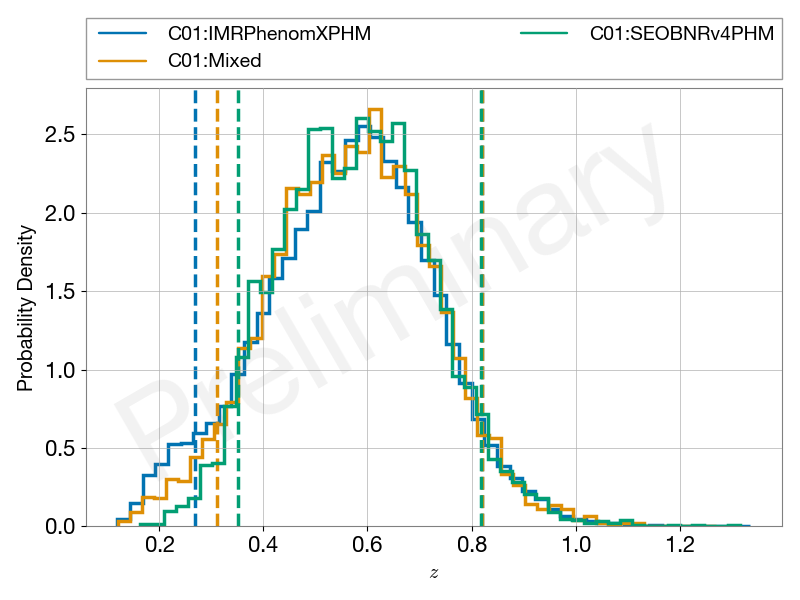 C01:IMRPhenomXPHM
C01:Mixed
C01:SEOBNRv4PHM
Preliminary
Probability Density
2.5
2.0
1.5
1.0
0.5
0.0
0.2
0.4
0.6
0.8
1.0
1.2
z